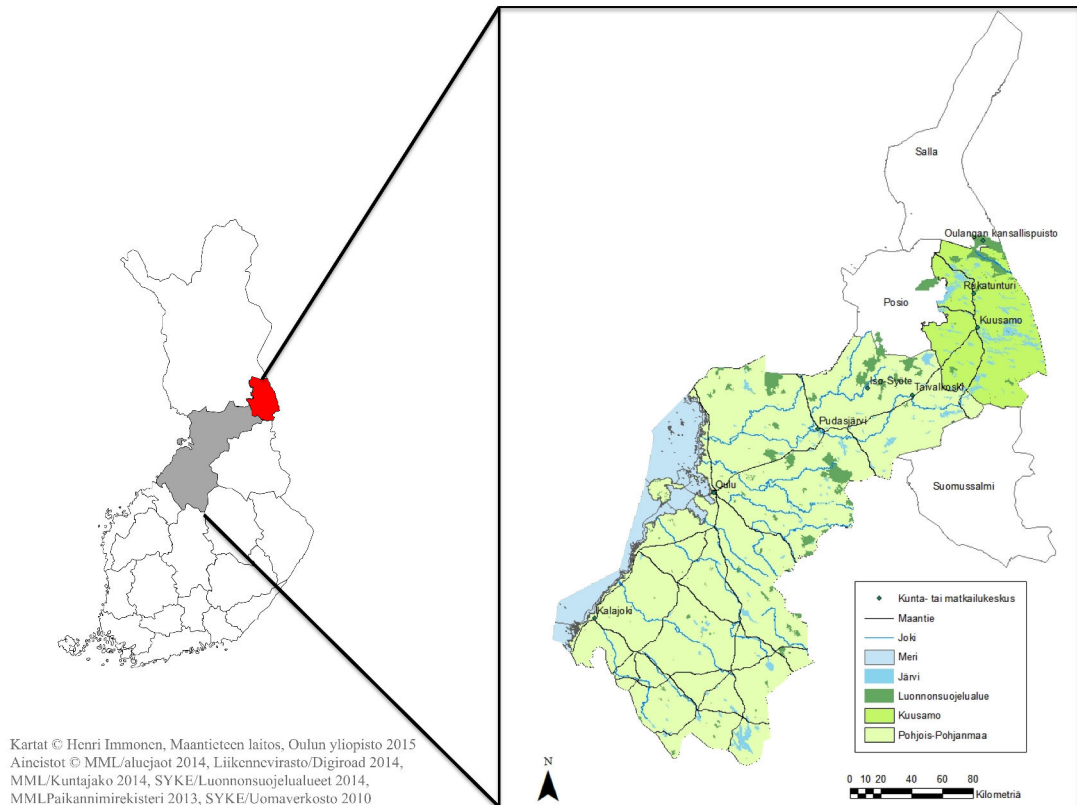 Salla
Oulangan kansallispuisto
Rukatunturi
Posio
Kuusamo
Iso-Syöte
Taivalkoski
Pudasjärvi
Suomussalmi
Oulu
Kalajoki
Kunta- tai matkailukeskus
Maantie
Joki
Meri
Järvi
Luonnonsuojelualue
Kuusamo
Pohjois-Pohjanmaa
N
0 10 20 40 60 80
Kilometriä
Kartat © Henri Immonen, Maantieteen laitos, Oulun yliopisto 2015
Aineistot © MML/aluejaot 2014, Liikennevirasto/Digiroad 2014,
MML/Kuntajako 2014, SYKE/Luonnonsuojelualueet 2014,
MMLPaikannimirekisteri 2013, SYKE/Uomaverkosto 2010